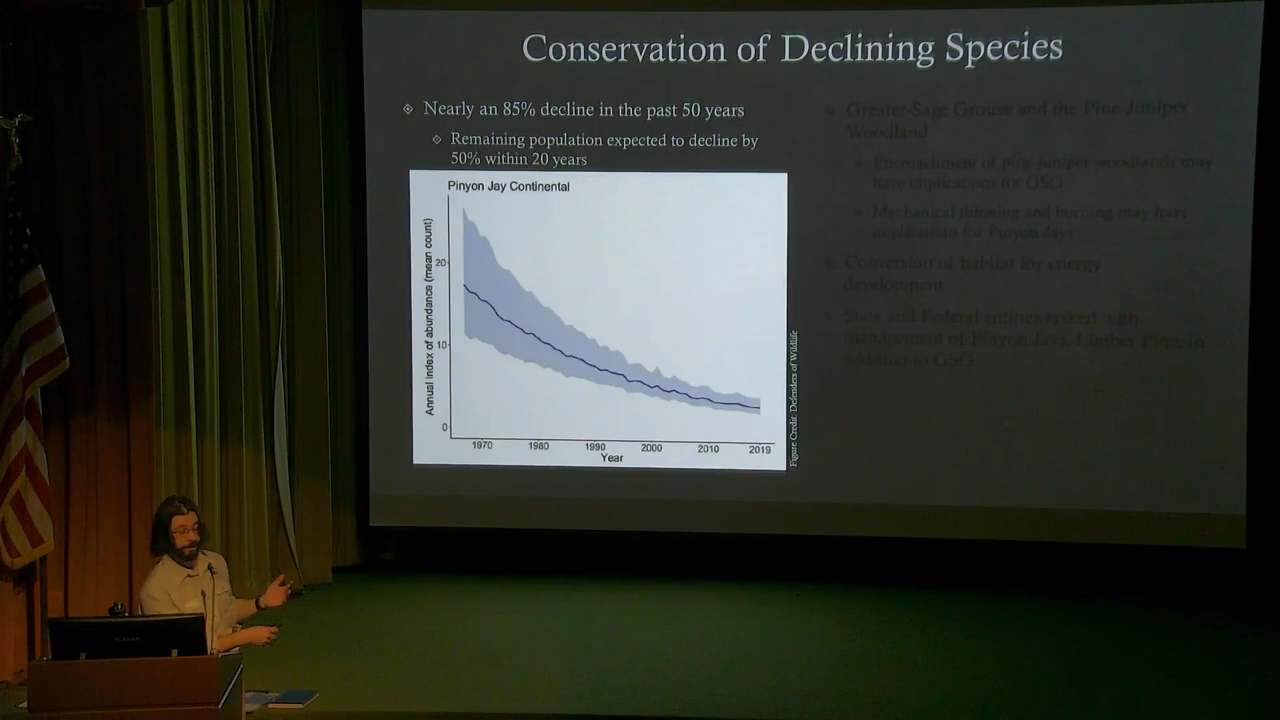 Conservation of Declining Species
Nearly an 85% decline in the past 50 years
Remaining population expected to decline by
50% within 20 years
Pinyon Jay Continental
Annual index of abundance (mean count)
20
10
0
1970 1980 1990 2000 2010 2019
Year
Figure Credit: Defenders of Wildlife
Greater-Sage Grouse and the Pine-Juniper
Woodland
Encroachment of pine-juniper woodlands may
have implications for GSG
Mechanical thinning and burning may have
implications for Pinyon Jays
Conversion of habitat for energy
development
State and Federal entities tasked with
management of Pinyon Jays, Limber Pine, in
addition to GSG
PLANAR